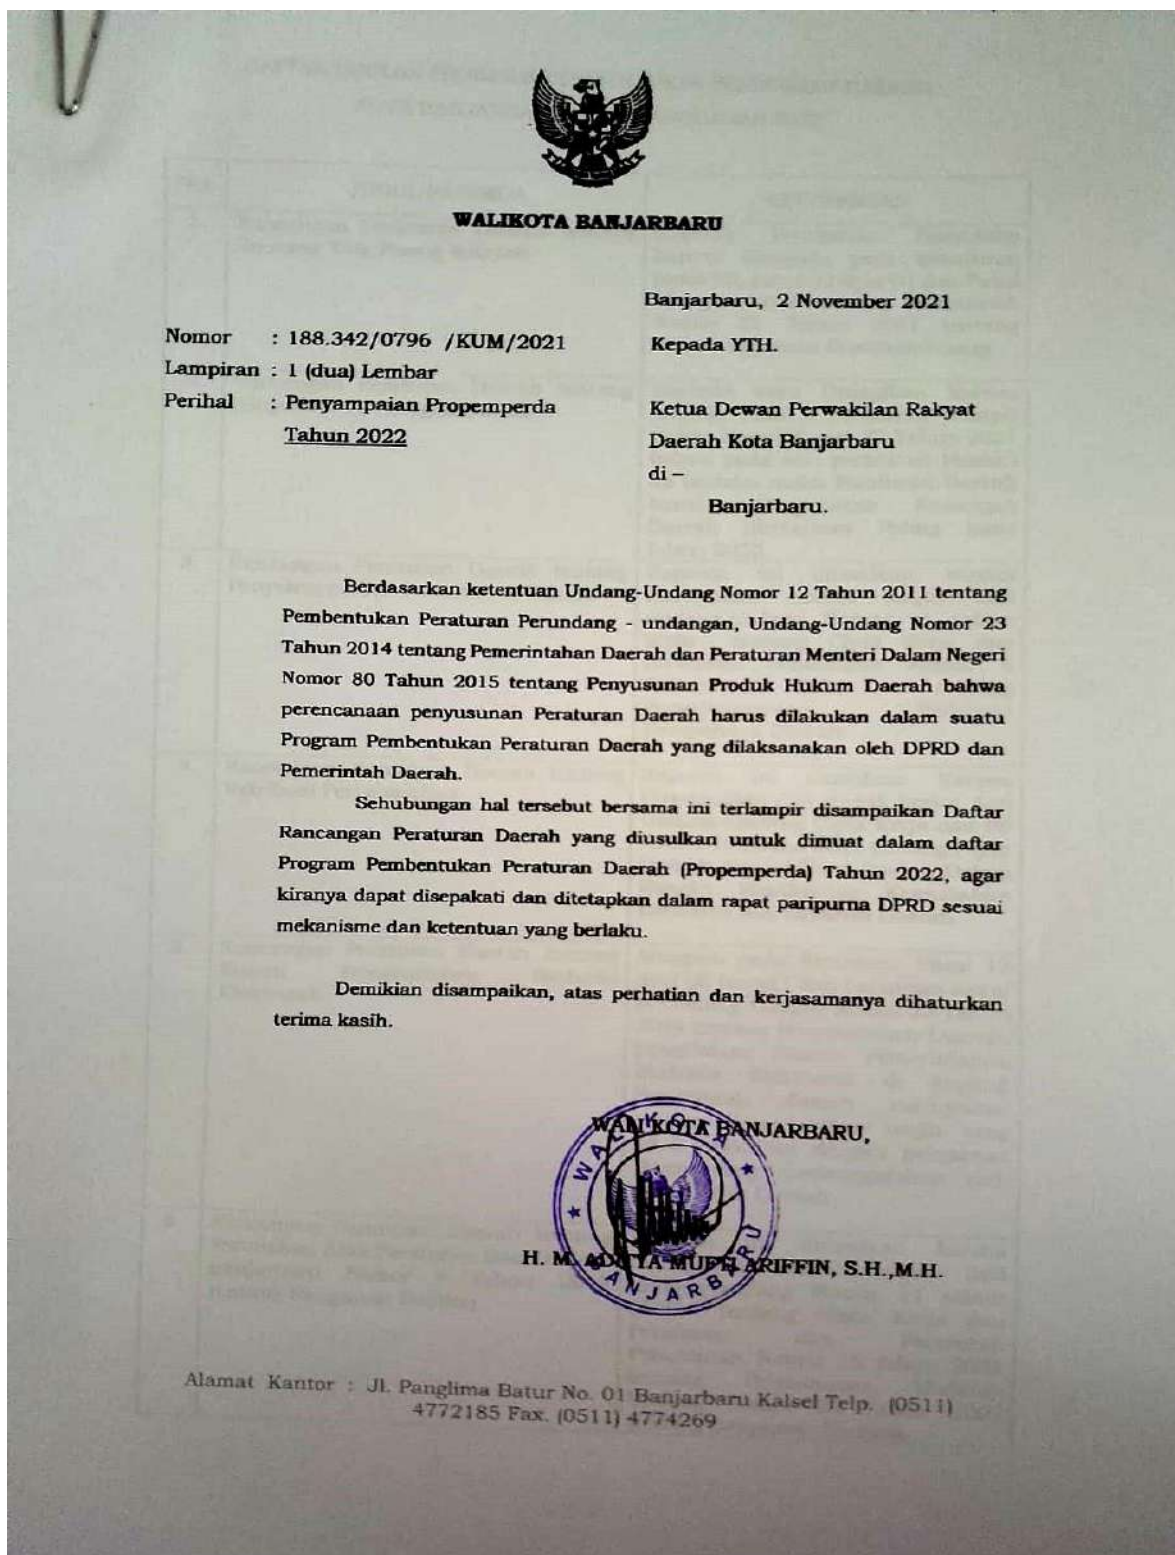 WALIKOTA BANJARBARU
Banjarbaru, 2 November 2021
Nomor : 188.342/0796 /KUM/2021
Kepada YTH.
Lampiran : 1 (dua) Lembar
Perihal : Penyampaian Propemperda
Tahun 2022
Ketua Dewan Perwakilan Rakyat
Daerah Kota Banjarbaru
di –
Banjarbaru.
Berdasarkan ketentuan Undang-Undang Nomor 12 Tahun 2011 tentang
Pembentukan Peraturan Perundang - undangan, Undang-Undang Nomor 23
Tahun 2014 tentang Pemerintahan Daerah dan Peraturan Menteri Dalam Negeri
Nomor 80 Tahun 2015 tentang Penyusunan Produk Hukum Daerah bahwa
perencanaan penyusunan Peraturan Daerah harus dilakukan dalam suatu
Program Pembentukan Peraturan Daerah yang dilaksanakan oleh DPRD dan
Pemerintah Daerah.
Sehubungan hal tersebut bersama ini terlampir disampaikan Daftar
Rancangan Peraturan Daerah yang diusulkan untuk dimuat dalam daftar
Program Pembentukan Peraturan Daerah (Propemperda) Tahun 2022, agar
kiranya dapat disepakati dan ditetapkan dalam rapat paripurna DPRD sesuai
mekanisme dan ketentuan yang berlaku.
Demikian disampaikan, atas perhatian dan kerjasamanya dihaturkan
terima kasih.
WALI KOTA BANJARBARU,
WALI KOTA
BANJARBARU
H. M. ADITYA MUFTI ARIFFIN, S.H.,M.H.
Alamat Kantor : Jl. Panglima Batur No. 01 Banjarbaru Kalsel Telp. (0511)
4772185 Fax. (0511) 4774269